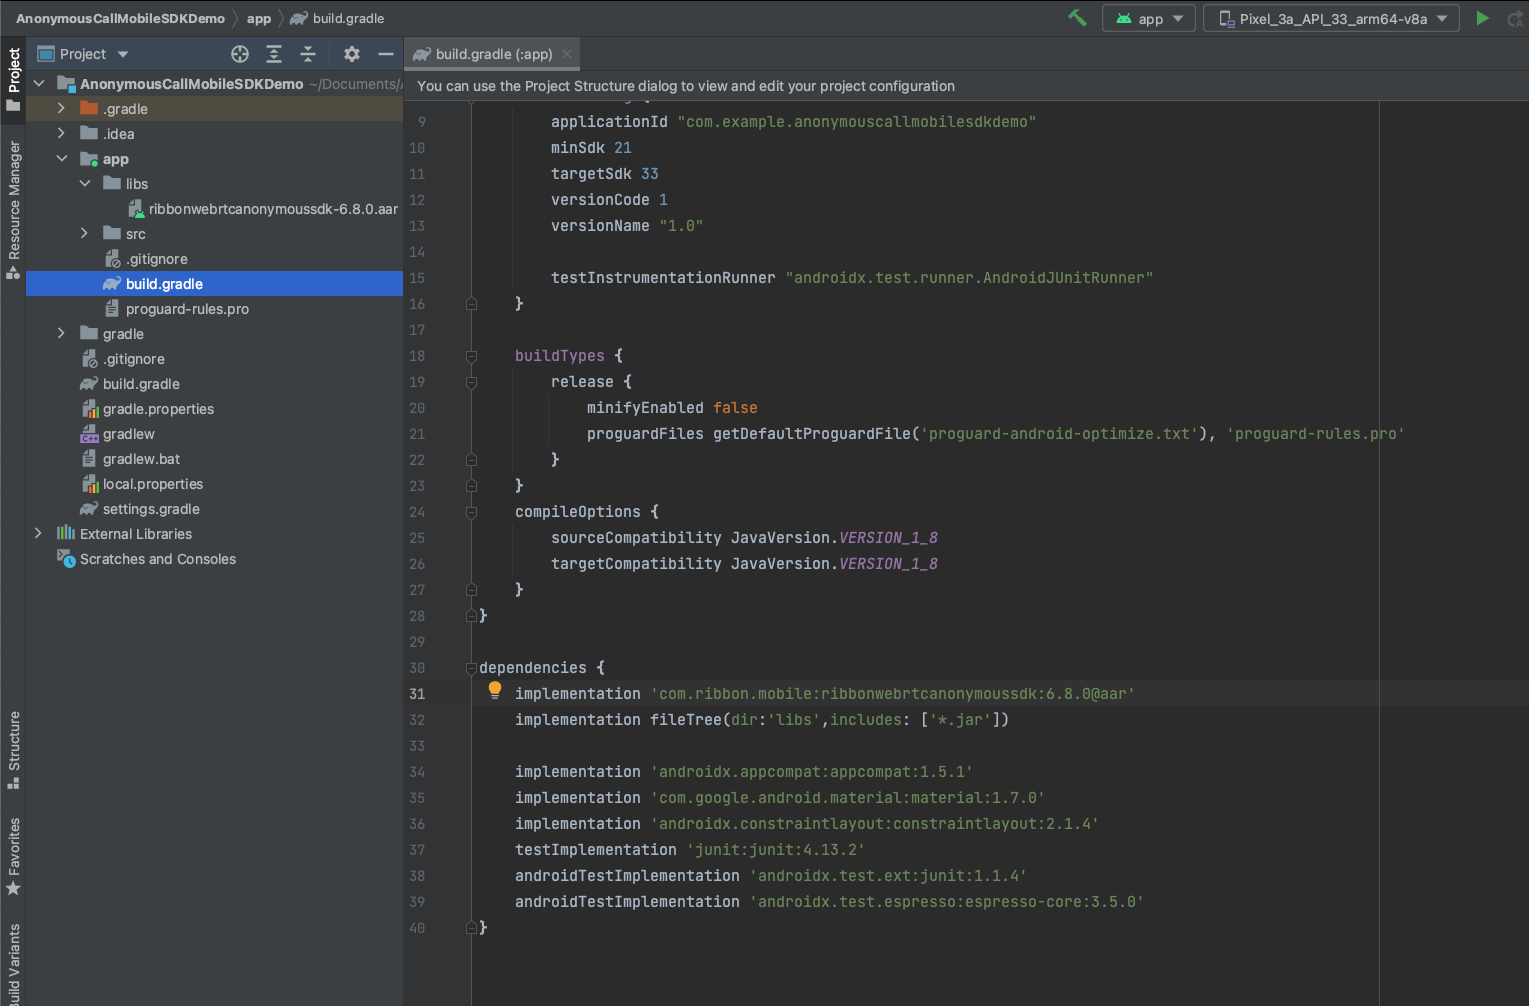 AnonymousCallMobileSDKDemo app build.gradle
app Pixel_3a_API_33_arm64-v8a
Project
build.gradle (:app)
You can use the Project Structure dialog to view and edit your project configuration
Project
Resource Manager
Structure
Favorites
Build Variants
AnonymousCallMobileSDKDemo ~/Documents/
.gradle
.idea
app
libs
ribbonwebrtcanonymoussdk-6.8.0.aar
src
.gitignore
build.gradle
proguard-rules.pro
gradle
.gitignore
build.gradle
gradle.properties
gradlew
gradlew.bat
local.properties
settings.gradle
External Libraries
Scratches and Consoles
9 applicationId "com.example.anonymouscallmobilesdkdemo"
10 minSdk 21
11 targetSdk 33
12 versionCode 1
13 versionName "1.0"
14
15 testInstrumentationRunner "androidx.test.runner.AndroidJUnitRunner"
16 }
17
18 buildTypes {
19 release {
20 minifyEnabled false
21 proguardFiles getDefaultProguardFile('proguard-android-optimize.txt'), 'proguard-rules.pro'
22 }
23 }
24 compileOptions {
25 sourceCompatibility JavaVersion.VERSION_1_8
26 targetCompatibility JavaVersion.VERSION_1_8
27 }
28 }
29
30 dependencies {
31 implementation 'com.ribbon.mobile:ribbonwebrtcanonymoussdk:6.8.0@aar'
32 implementation fileTree(dir:'libs',includes: ['*.jar'])
33
34 implementation 'androidx.appcompat:appcompat:1.5.1'
35 implementation 'com.google.android.material:material:1.7.0'
36 implementation 'androidx.constraintlayout:constraintlayout:2.1.4'
37 testImplementation 'junit:junit:4.13.2'
38 androidTestImplementation 'androidx.test.ext:junit:1.1.4'
39 androidTestImplementation 'androidx.test.espresso:espresso-core:3.5.0'
40 }